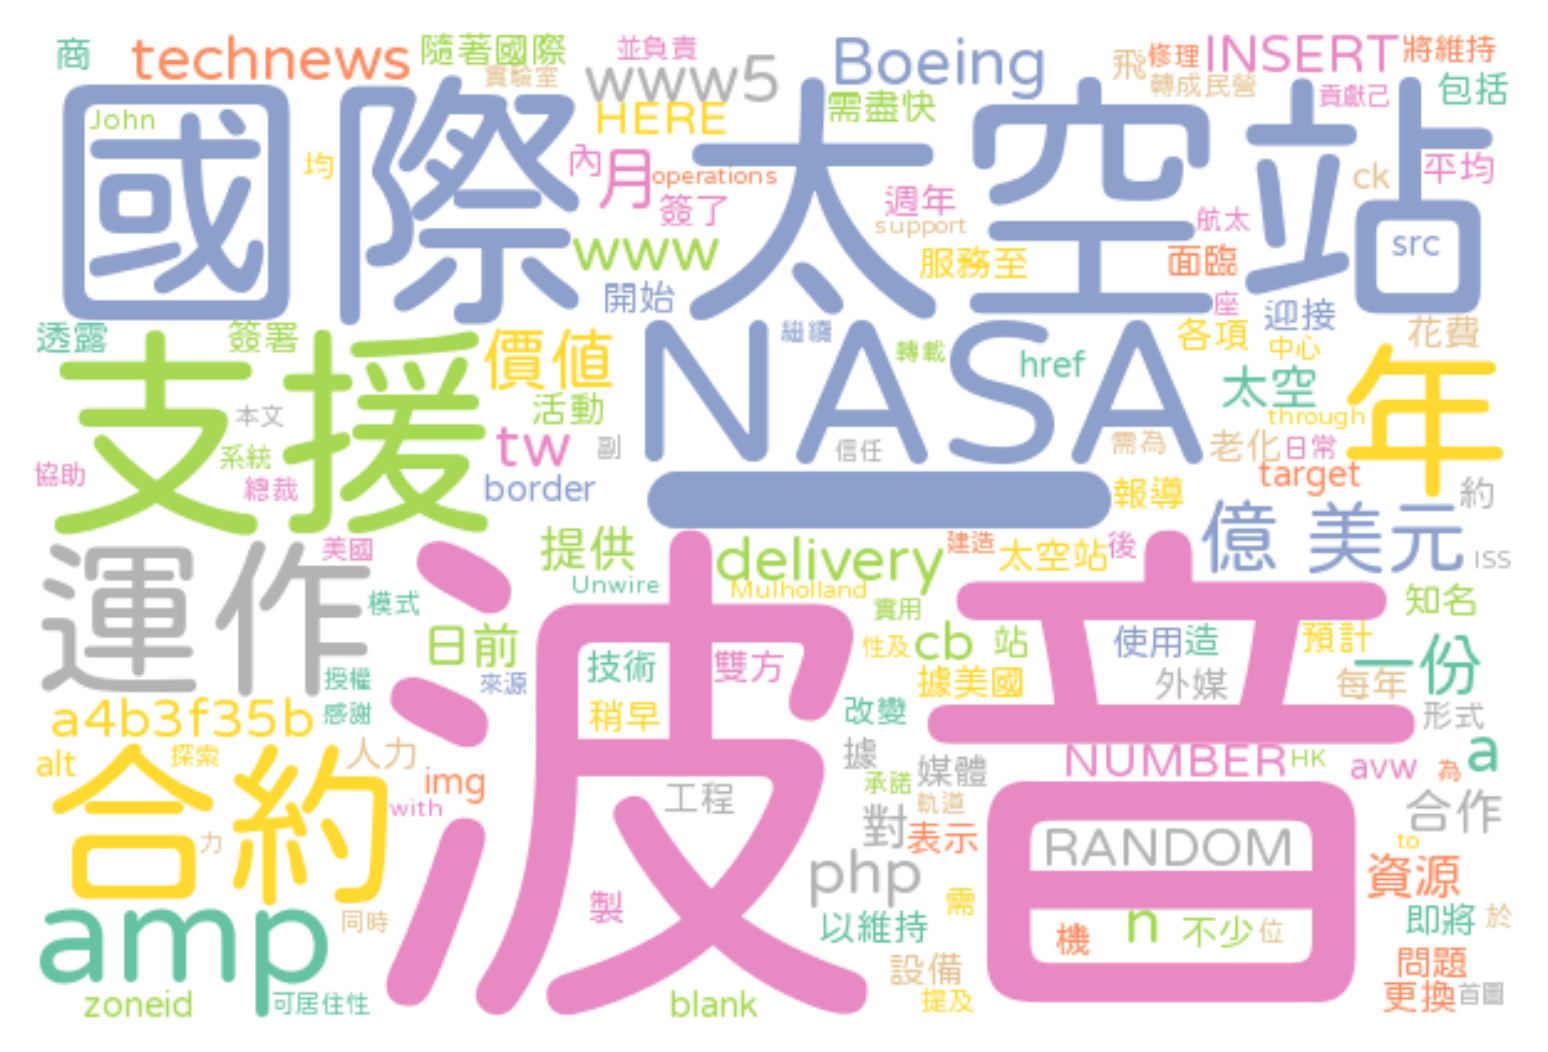 商 technews 隨著國際 並負責 Boeing 飛 修理 INSERT 將維持
實驗室 www5 轉成民營 包括
John HERE 需盡快 貢獻己
國際 太空站
均 內 月 operations 週年 ck 平均
簽了 support 航太
www 服務至 面臨 src
開始 座 迎接
透露 簽署 價值 繼續 轉載 href 各項 中心 花費
支援 NASA_ 年
活動 太空
本文 tw 副 信任 需為 老化 日常 through
協助 系統 總裁 border target
報導 約
億 美元
運作 美國 提供 delivery 建造 太空站 後 ISS
Unwire Mulholland
模式 實用 知名
波音
日前 技術 雙方 性及 cb 站 使用 造 預計 一份
授權 來源 據美國 外媒 每年
a4b3f35b 感謝 稍早 改變 形式
alt 探索 人力 據 NUMBER HK avw 為 a
合約 img 工程 承諾 媒體
with 軌道 合作
力 對 表示 RANDOM to
php 資源
amp 同時 製 需 機 n 不少 位 即將 於
以維持
設備 問題
zoneid 可居住性 blank 提及 更換 首圖